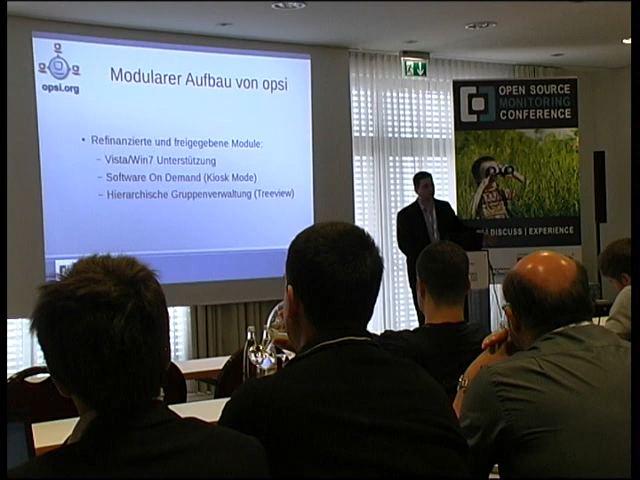 opsi.org
Modularer Aufbau von opsi
• Refinanzierte und freigegebene Module:
– Vista/Win7 Unterstützung
– Software On Demand (Kiosk Mode)
– Hierarchische Gruppenverwaltung (Treeview)
OPEN SOURCE
MONITORING
CONFERENCE
| DISCUSS | EXPERIENCE